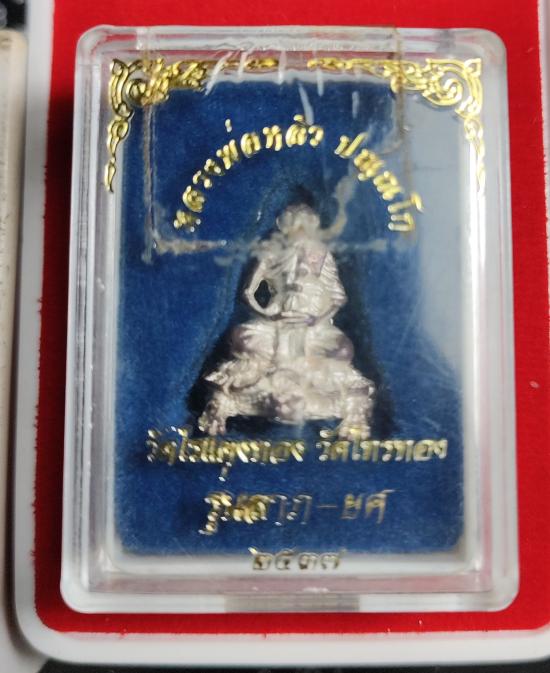 หลวงพ่อหลิว ปณฺณโก
วัดไร่แตงทอง วัดไทรทอง
รุ่นลาภ-ยศ
๒๕๓๗